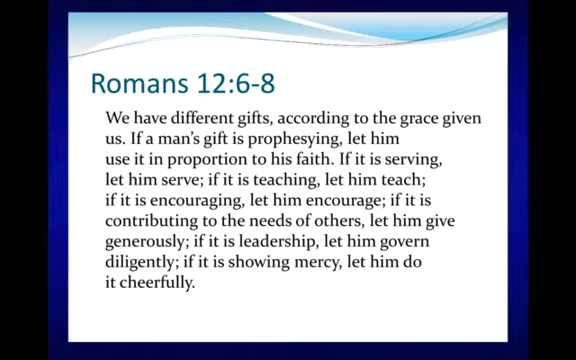 Romans 12:6-8
We have different gifts, according to the grace given
us. If a man's gift is prophesying, let him
use it in proportion to his faith. If it is serving,
let him serve; if it is teaching, let him teach;
if it is encouraging, let him encourage; if it is
contributing to the needs of others, let him give
generously; if it is leadership, let him govern
diligently; if it is showing mercy, let him do
it cheerfully.